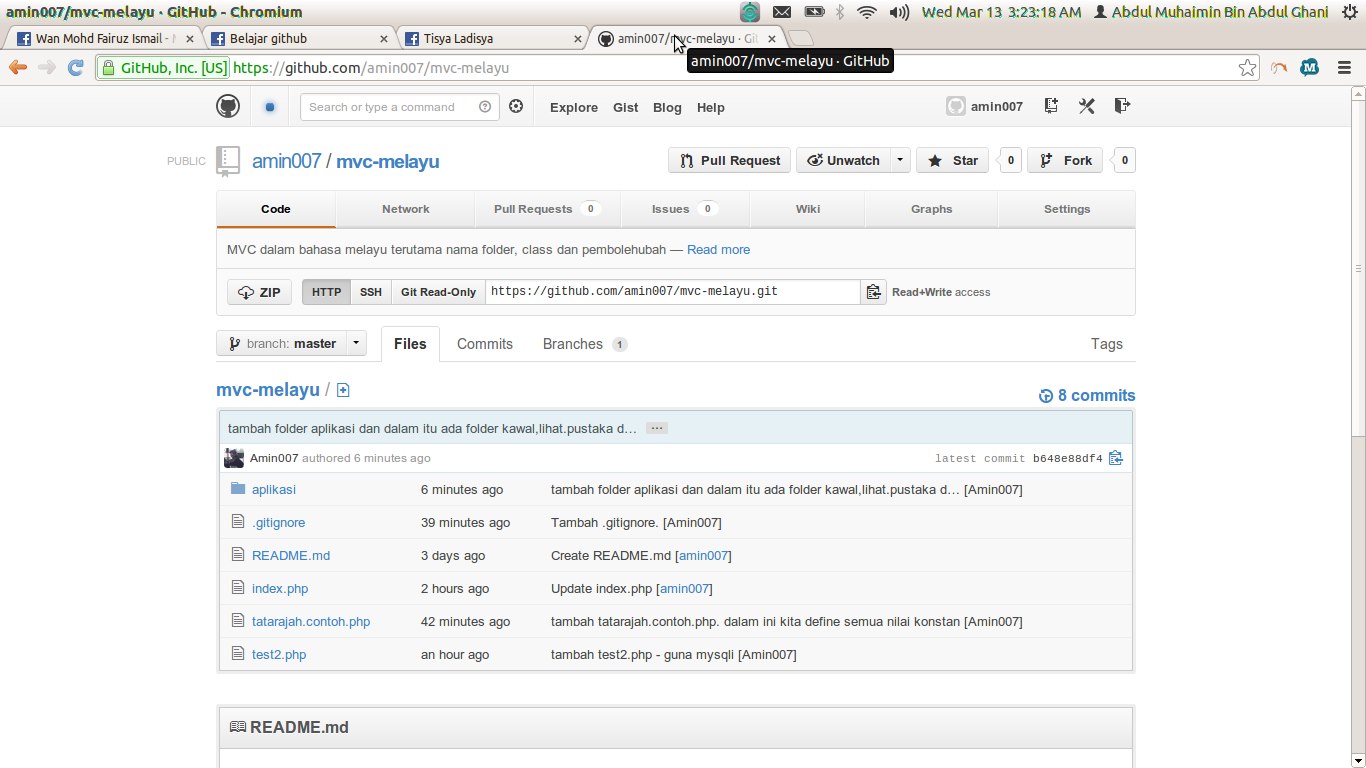 amin007/mvc-melayu · GitHub - Chromium
Wed Mar 13 3:23:18 AM
Abdul Muhaimin Bin Abdul Ghani
Wan Mohd Fairuz Ismail -
Belajar github
Tisya Ladisya
amin007/mvc-melayu · Git
amin007/mvc-melayu · GitHub
GitHub, Inc. [US]
https://github.com/amin007/mvc-melayu
Search or type a command
Explore
Gist
Blog
Help
amin007
PUBLIC
amin007 / mvc-melayu
Pull Request
Unwatch
Star
0
Fork
0
Code
Network
Pull Requests 0
Issues 0
Wiki
Graphs
Settings
MVC dalam bahasa melayu terutama nama folder, class dan pembolehubah — Read more
ZIP
HTTP
SSH
Git Read-Only
https://github.com/amin007/mvc-melayu.git
Read+Write access
branch: master
Files
Commits
Branches 1
Tags
mvc-melayu /
8 commits
tambah folder aplikasi dan dalam itu ada folder kawal,lihat.pustaka d… ...
Amin007 authored 6 minutes ago
latest commit b648e88df4
aplikasi 6 minutes ago tambah folder aplikasi dan dalam itu ada folder kawal,lihat.pustaka d… [Amin007]
.gitignore 39 minutes ago Tambah .gitignore. [Amin007]
README.md 3 days ago Create README.md [amin007]
index.php 2 hours ago Update index.php [amin007]
tatarajah.contoh.php 42 minutes ago tambah tatarajah.contoh.php. dalam ini kita define semua nilai konstan [Amin007]
test2.php an hour ago tambah test2.php - guna mysqli [Amin007]
README.md